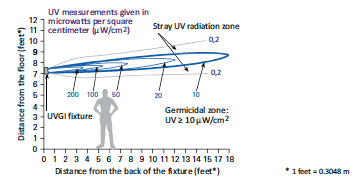 UV measurements given in
microwatts per square
centimeter (µW/cm2)
Stray UV radiation zone
0,2
0,2
200
100
50
20
10
UVGI fixture
Germicidal zone:
UV ≥ 10 µW/cm2
Distance from the floor (feet*)
12
11
10
9
8
7
6
5
4
3
2
1
0
0 1 2 3 4 5 6 7 8 9 10 11 12 13 14 15 16 17 18
Distance from the back of the fixture (feet*)
* 1 feet = 0.3048 m